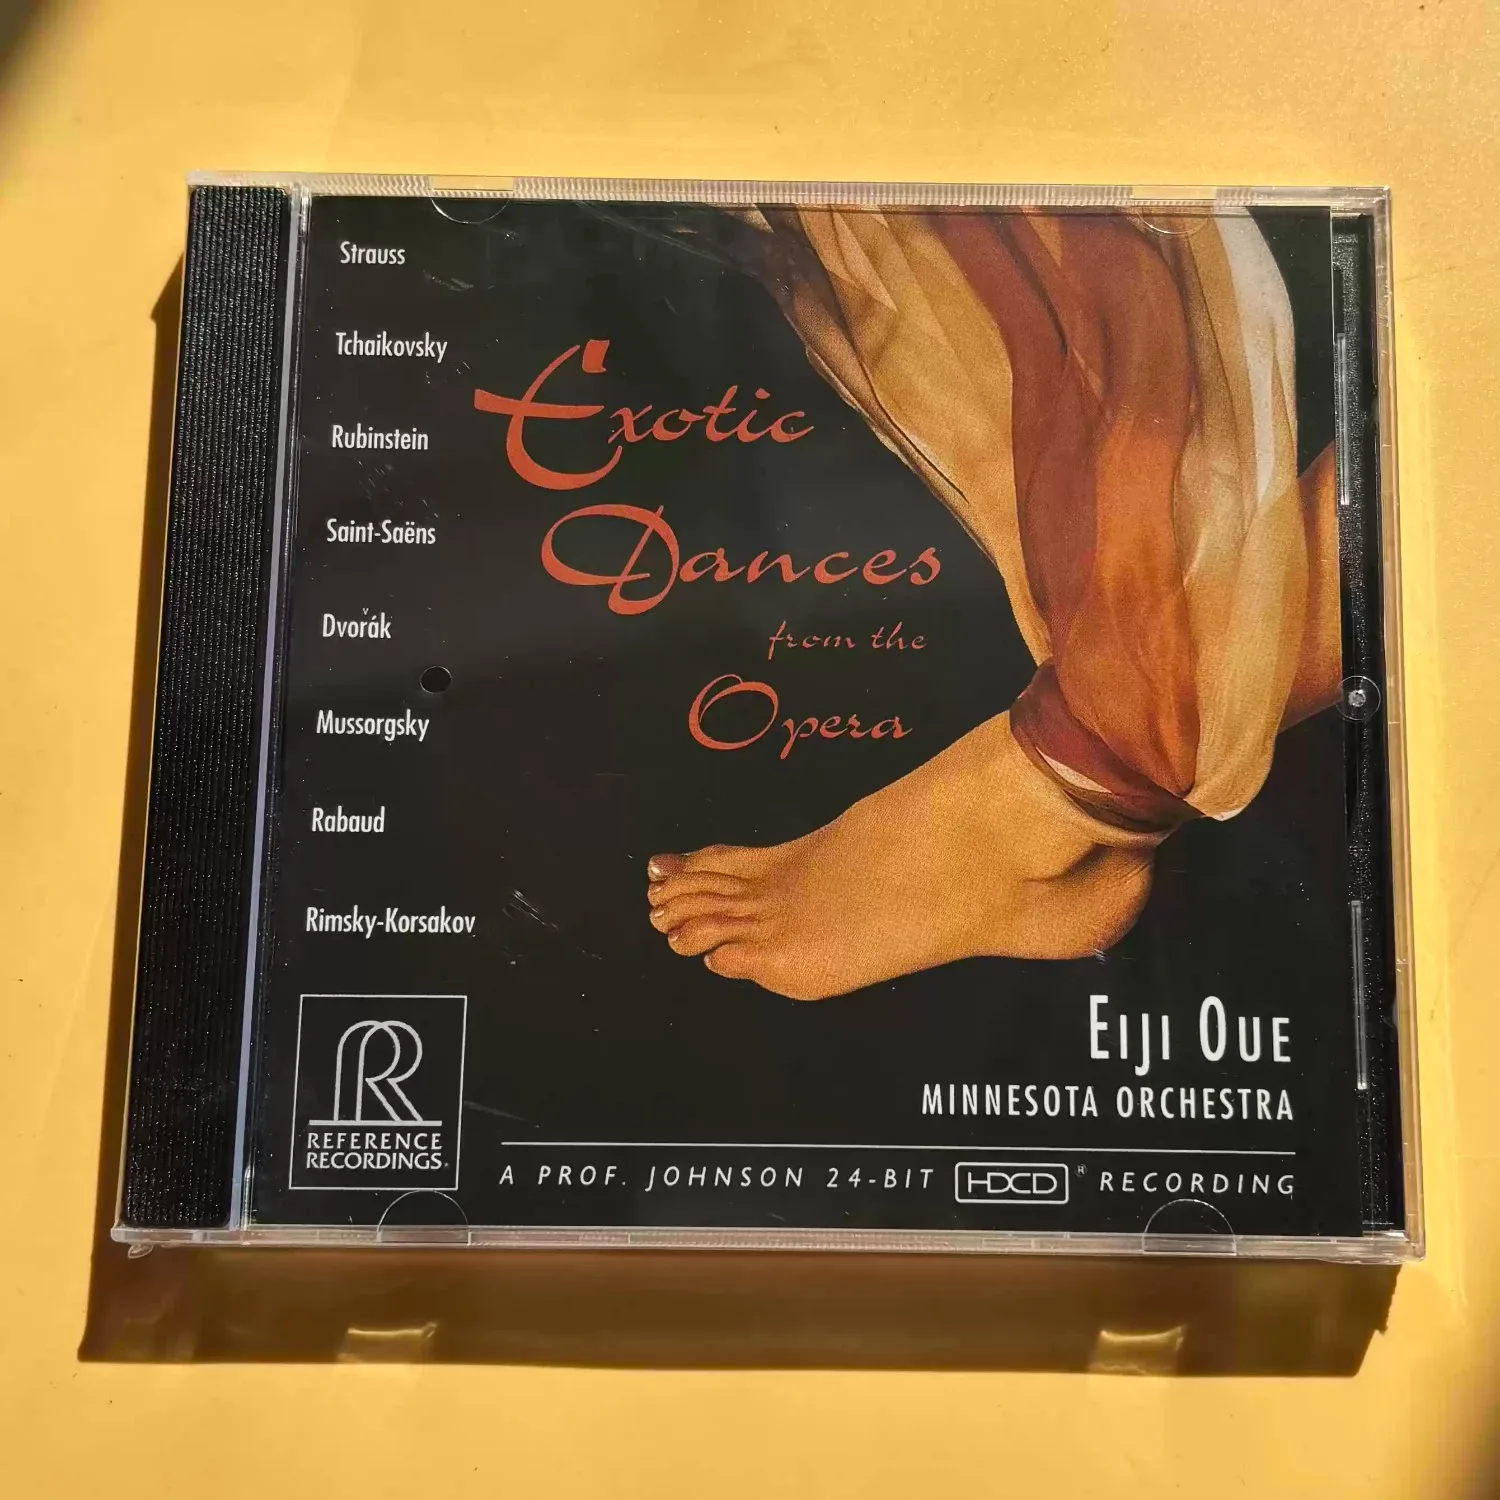 Strauss
Tchaikovsky
Rubinstein
Saint-Saëns
Dvořák
Mussorgsky
Rabaud
Rimsky-Korsakov
Exotic
Dances
from the
Opera
R
REFERENCE
RECORDINGS®
EIJI OUE
MINNESOTA ORCHESTRA
A PROF. JOHNSON 24-BIT HDCD® RECORDING